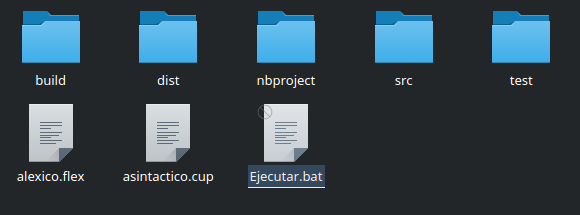 build dist nbproject src test
alexico.flex asintactico.cup Ejecutar.bat